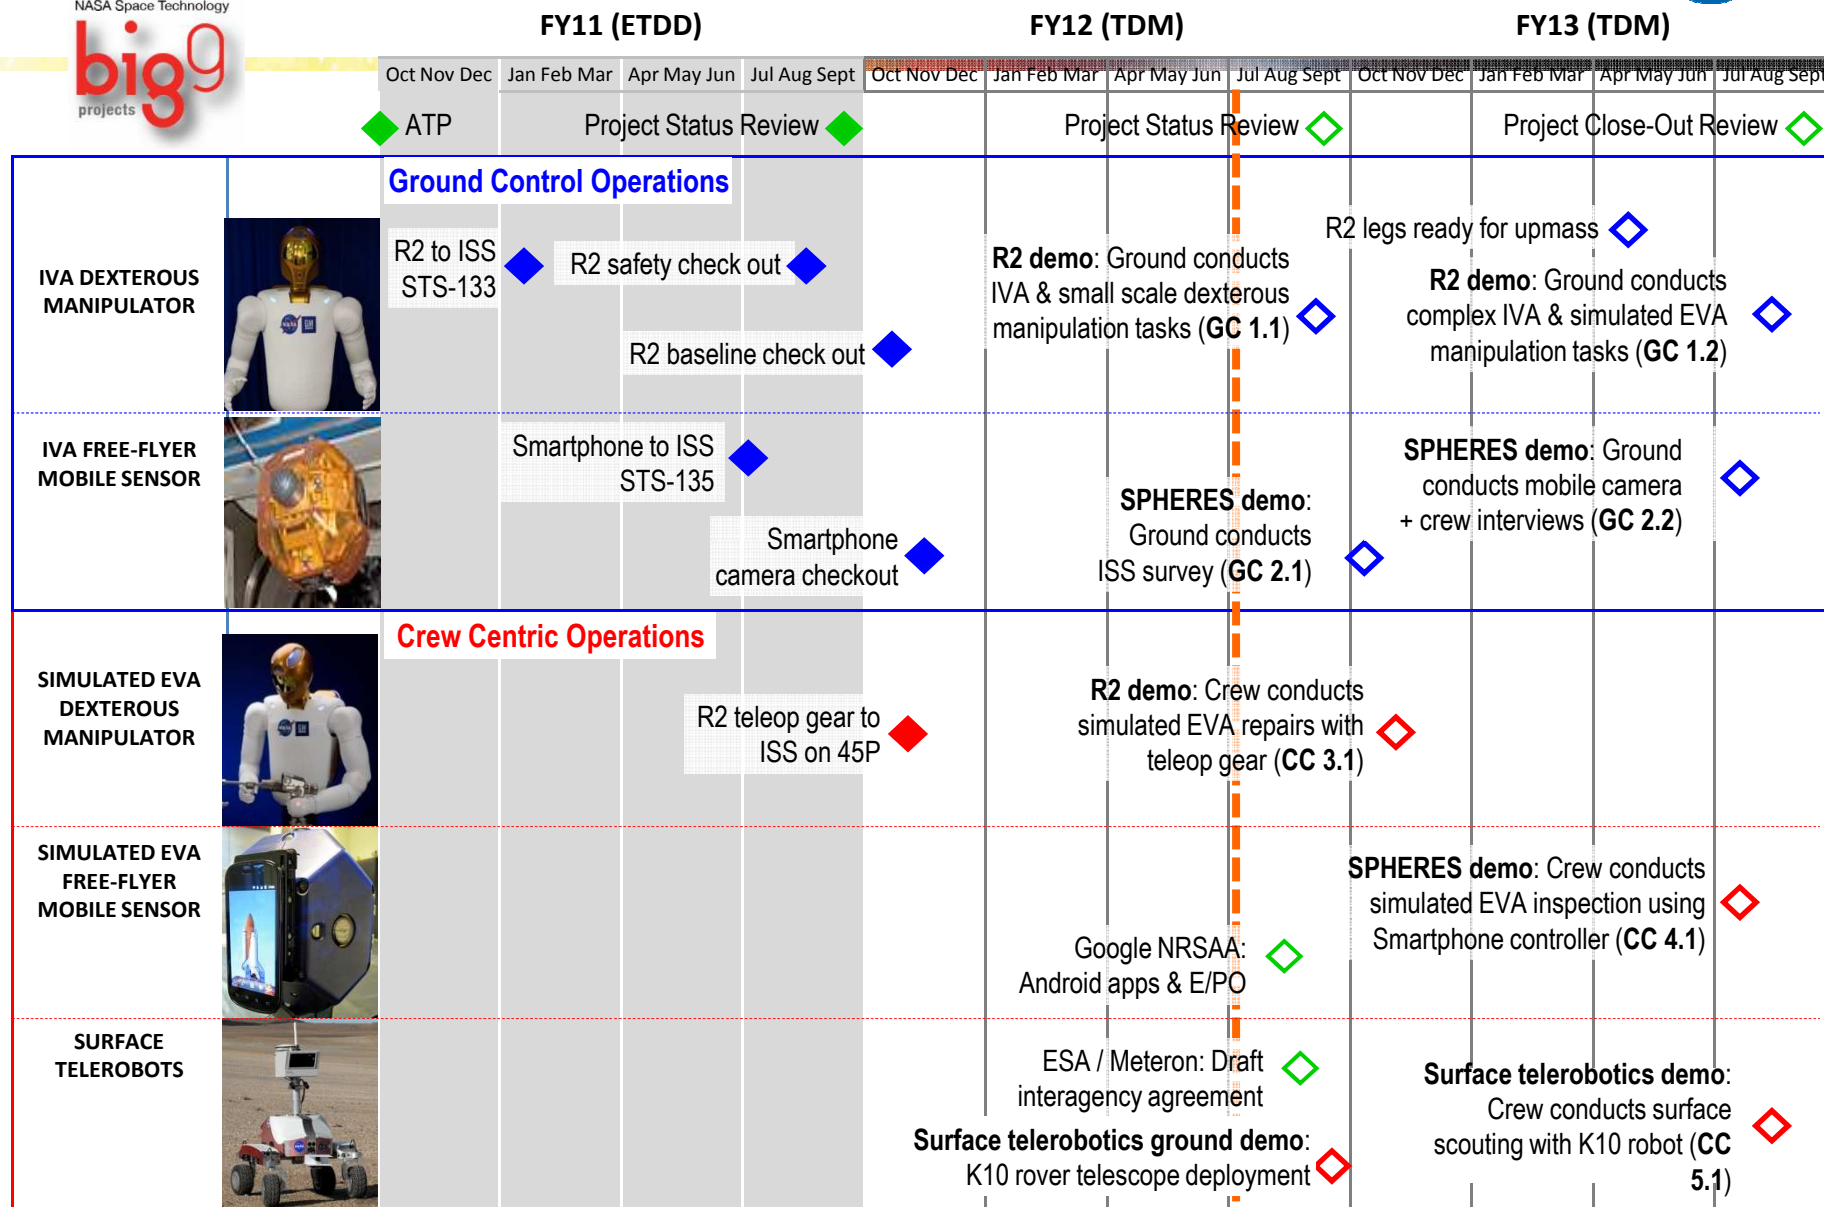 NASA Space Technology
big9
projects
FY11 (ETDD)
FY12 (TDM)
FY13 (TDM)
Oct Nov Dec Jan Feb Mar Apr May Jun Jul Aug Sept Oct Nov Dec Jan Feb Mar Apr May Jun Jul Aug Sept Oct Nov Dec Jan Feb Mar Apr May Jun Jul Aug Sept
ATP
Project Status Review
Project Status Review
Project Close-Out Review
Ground Control Operations
IVA DEXTEROUS
MANIPULATOR
R2 to ISS
STS-133
R2 safety check out
R2 baseline check out
R2 demo: Ground conducts
IVA & small scale dexterous
manipulation tasks (GC 1.1)
R2 legs ready for upmass
R2 demo: Ground conducts
complex IVA & simulated EVA
manipulation tasks (GC 1.2)
IVA FREE-FLYER
MOBILE SENSOR
Smartphone to ISS
STS-135
Smartphone
camera checkout
SPHERES demo:
Ground conducts
ISS survey (GC 2.1)
SPHERES demo: Ground
conducts mobile camera
+ crew interviews (GC 2.2)
Crew Centric Operations
SIMULATED EVA
DEXTEROUS
MANIPULATOR
R2 teleop gear to
ISS on 45P
R2 demo: Crew conducts
simulated EVA repairs with
teleop gear (CC 3.1)
SIMULATED EVA
FREE-FLYER
MOBILE SENSOR
Google NRSAA:
Android apps & E/PO
SPHERES demo: Crew conducts
simulated EVA inspection using
Smartphone controller (CC 4.1)
SURFACE
TELEROBOTS
ESA / Meteron: Draft
interagency agreement
Surface telerobotics ground demo:
K10 rover telescope deployment
Surface telerobotics demo:
Crew conducts surface
scouting with K10 robot (CC
5.1)
NASA
GM
NASA
GM